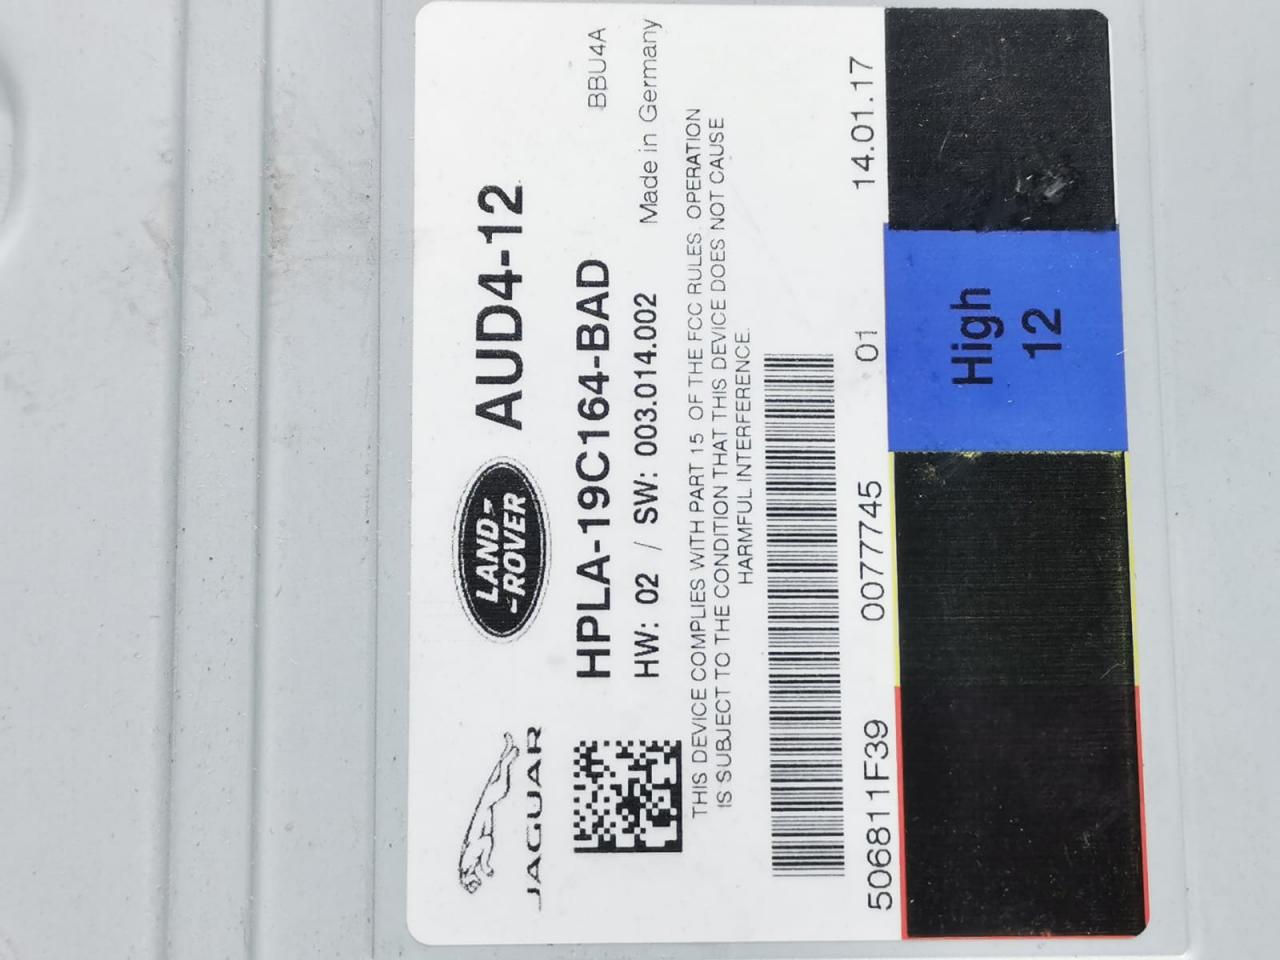 JAGUAR
LAND-
-ROVER
AUD4-12
HPLA-19C164-BAD
BBU4A
HW: 02 / SW: 003.014.002
Made in Germany
THIS DEVICE COMPLIES WITH PART 15 OF THE FCC RULES. OPERATION
IS SUBJECT TO THE CONDITION THAT THIS DEVICE DOES NOT CAUSE
HARMFUL INTERFERENCE.
506811F39 0077745 01 14.01.17
High
12